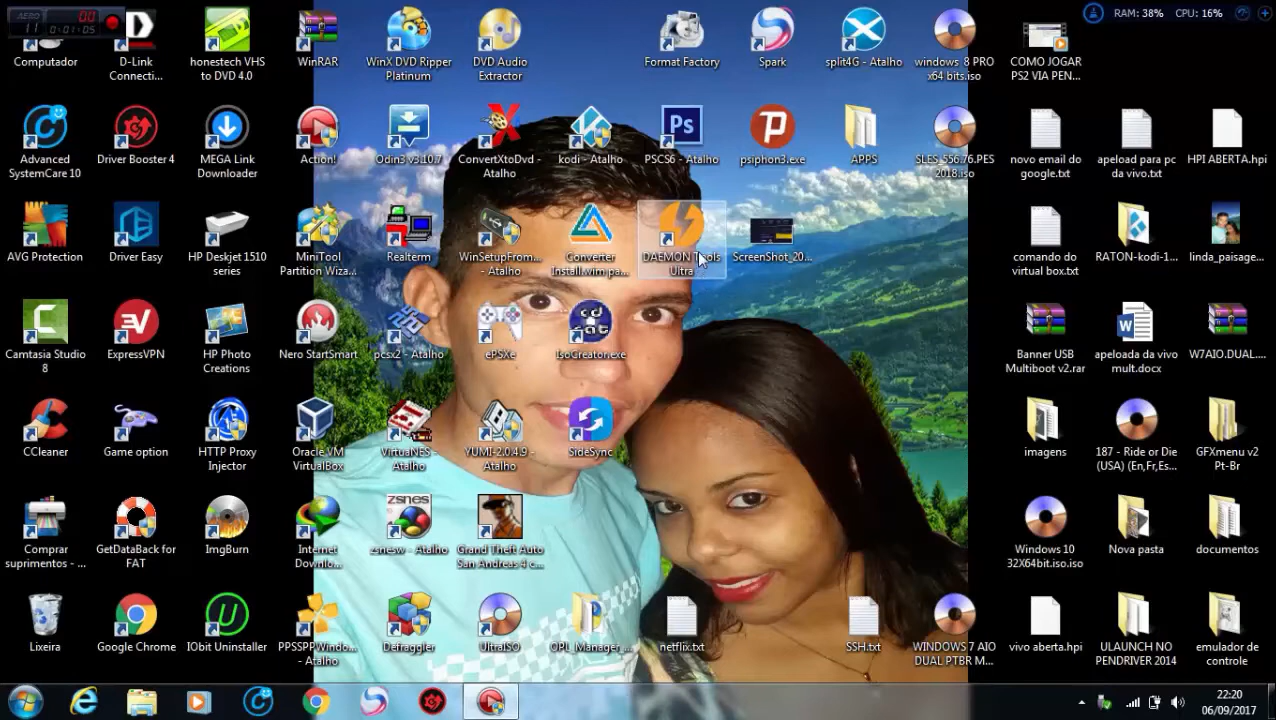 AERO
00
11
0:01:05
RAM: 38%
CPU: 16%
Computador
D-Link
Connecti...
honestech VHS
to DVD 4.0
WinRAR
WinX DVD Ripper
Platinum
DVD Audio
Extractor
Format Factory
Spark
split4G - Atalho
windows_8 PRO
x64 bits.iso
COMO JOGAR
PS2 VIA PEN...
Advanced
SystemCare 10
Driver Booster 4
MEGA Link
Downloader
Action!
Odin3 v3.10.7
ConvertXtoDvd -
Atalho
kodi - Atalho
Ps
PSCS6 - Atalho
psiphon3.exe
APPS
SLES_556.76.PES
2018.iso
novo email do
google.txt
apeload para pc
da vivo.txt
HPI ABERTA.hpi
AVG Protection
Driver Easy
HP Deskjet 1510
series
MiniTool
Partition Wiza...
Realterm
WinSetupFrom...
- Atalho
Converter
Install.wim pa...
DAEMON Tools
Ultra
ScreenShot_20...
comando do
virtual box.txt
RATON-kodi-1...
linda_paisage...
Camtasia Studio
8
ExpressVPN
HP Photo
Creations
Nero StartSmart
pcsx2 - Atalho
ePSXe
IsoCreator.exe
Banner USB
Multiboot v2.rar
apeloada da vivo
mult.docx
W7AIO.DUAL....
CCleaner
Game option
HTTP Proxy
Injector
Oracle VM
VirtualBox
VirtuaNES -
Atalho
YUMI-2.0.4.9 -
Atalho
SideSync
imagens
187 - Ride or Die
(USA) (En,Fr,Es...
GFXmenu v2
Pt-Br
Comprar
suprimentos - ...
GetDataBack for
FAT
ImgBurn
Internet
Downlo...
zsnes
zsnesw - Atalho
Grand Theft Auto
San Andreas 4 c...
Windows 10
32X64bit.iso.iso
Nova pasta
documentos
Lixeira
Google Chrome
IObit Uninstaller
PPSSPPWindo...
- Atalho
Defraggler
UltraISO
OPL_Manager_...
netflix.txt
SSH.txt
WINDOWS 7 AIO
DUAL PTBR M...
vivo aberta.hpi
ULAUNCH NO
PENDRIVER 2014
emulador de
controle
22:20
06/09/2017